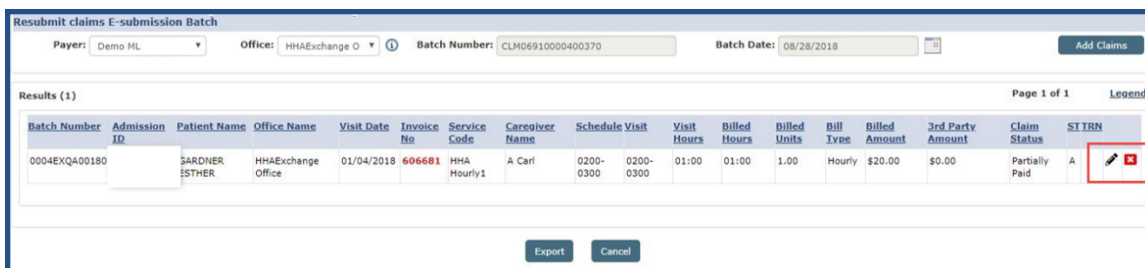 Resubmit claims E-submission Batch
Payer: Demo ML Office: HHAExchange O Batch Number: CLM06910000400370 Batch Date: 08/28/2018 Add Claims
Results (1) Page 1 of 1 Legend
Batch Number Admission ID Patient Name Office Name Visit Date Invoice No Service Code Caregiver Name Schedule Visit Visit Hours Billed Hours Billed Units Bill Type Billed Amount 3rd Party Amount Claim Status ST TRN
0004EXQA00180 GARDNER ESTHER HHAExchange Office 01/04/2018 606681 HHA Hourly1 A Carl 0200-0300 0200-0300 01:00 01:00 1.00 Hourly $20.00 $0.00 Partially Paid A
Export Cancel